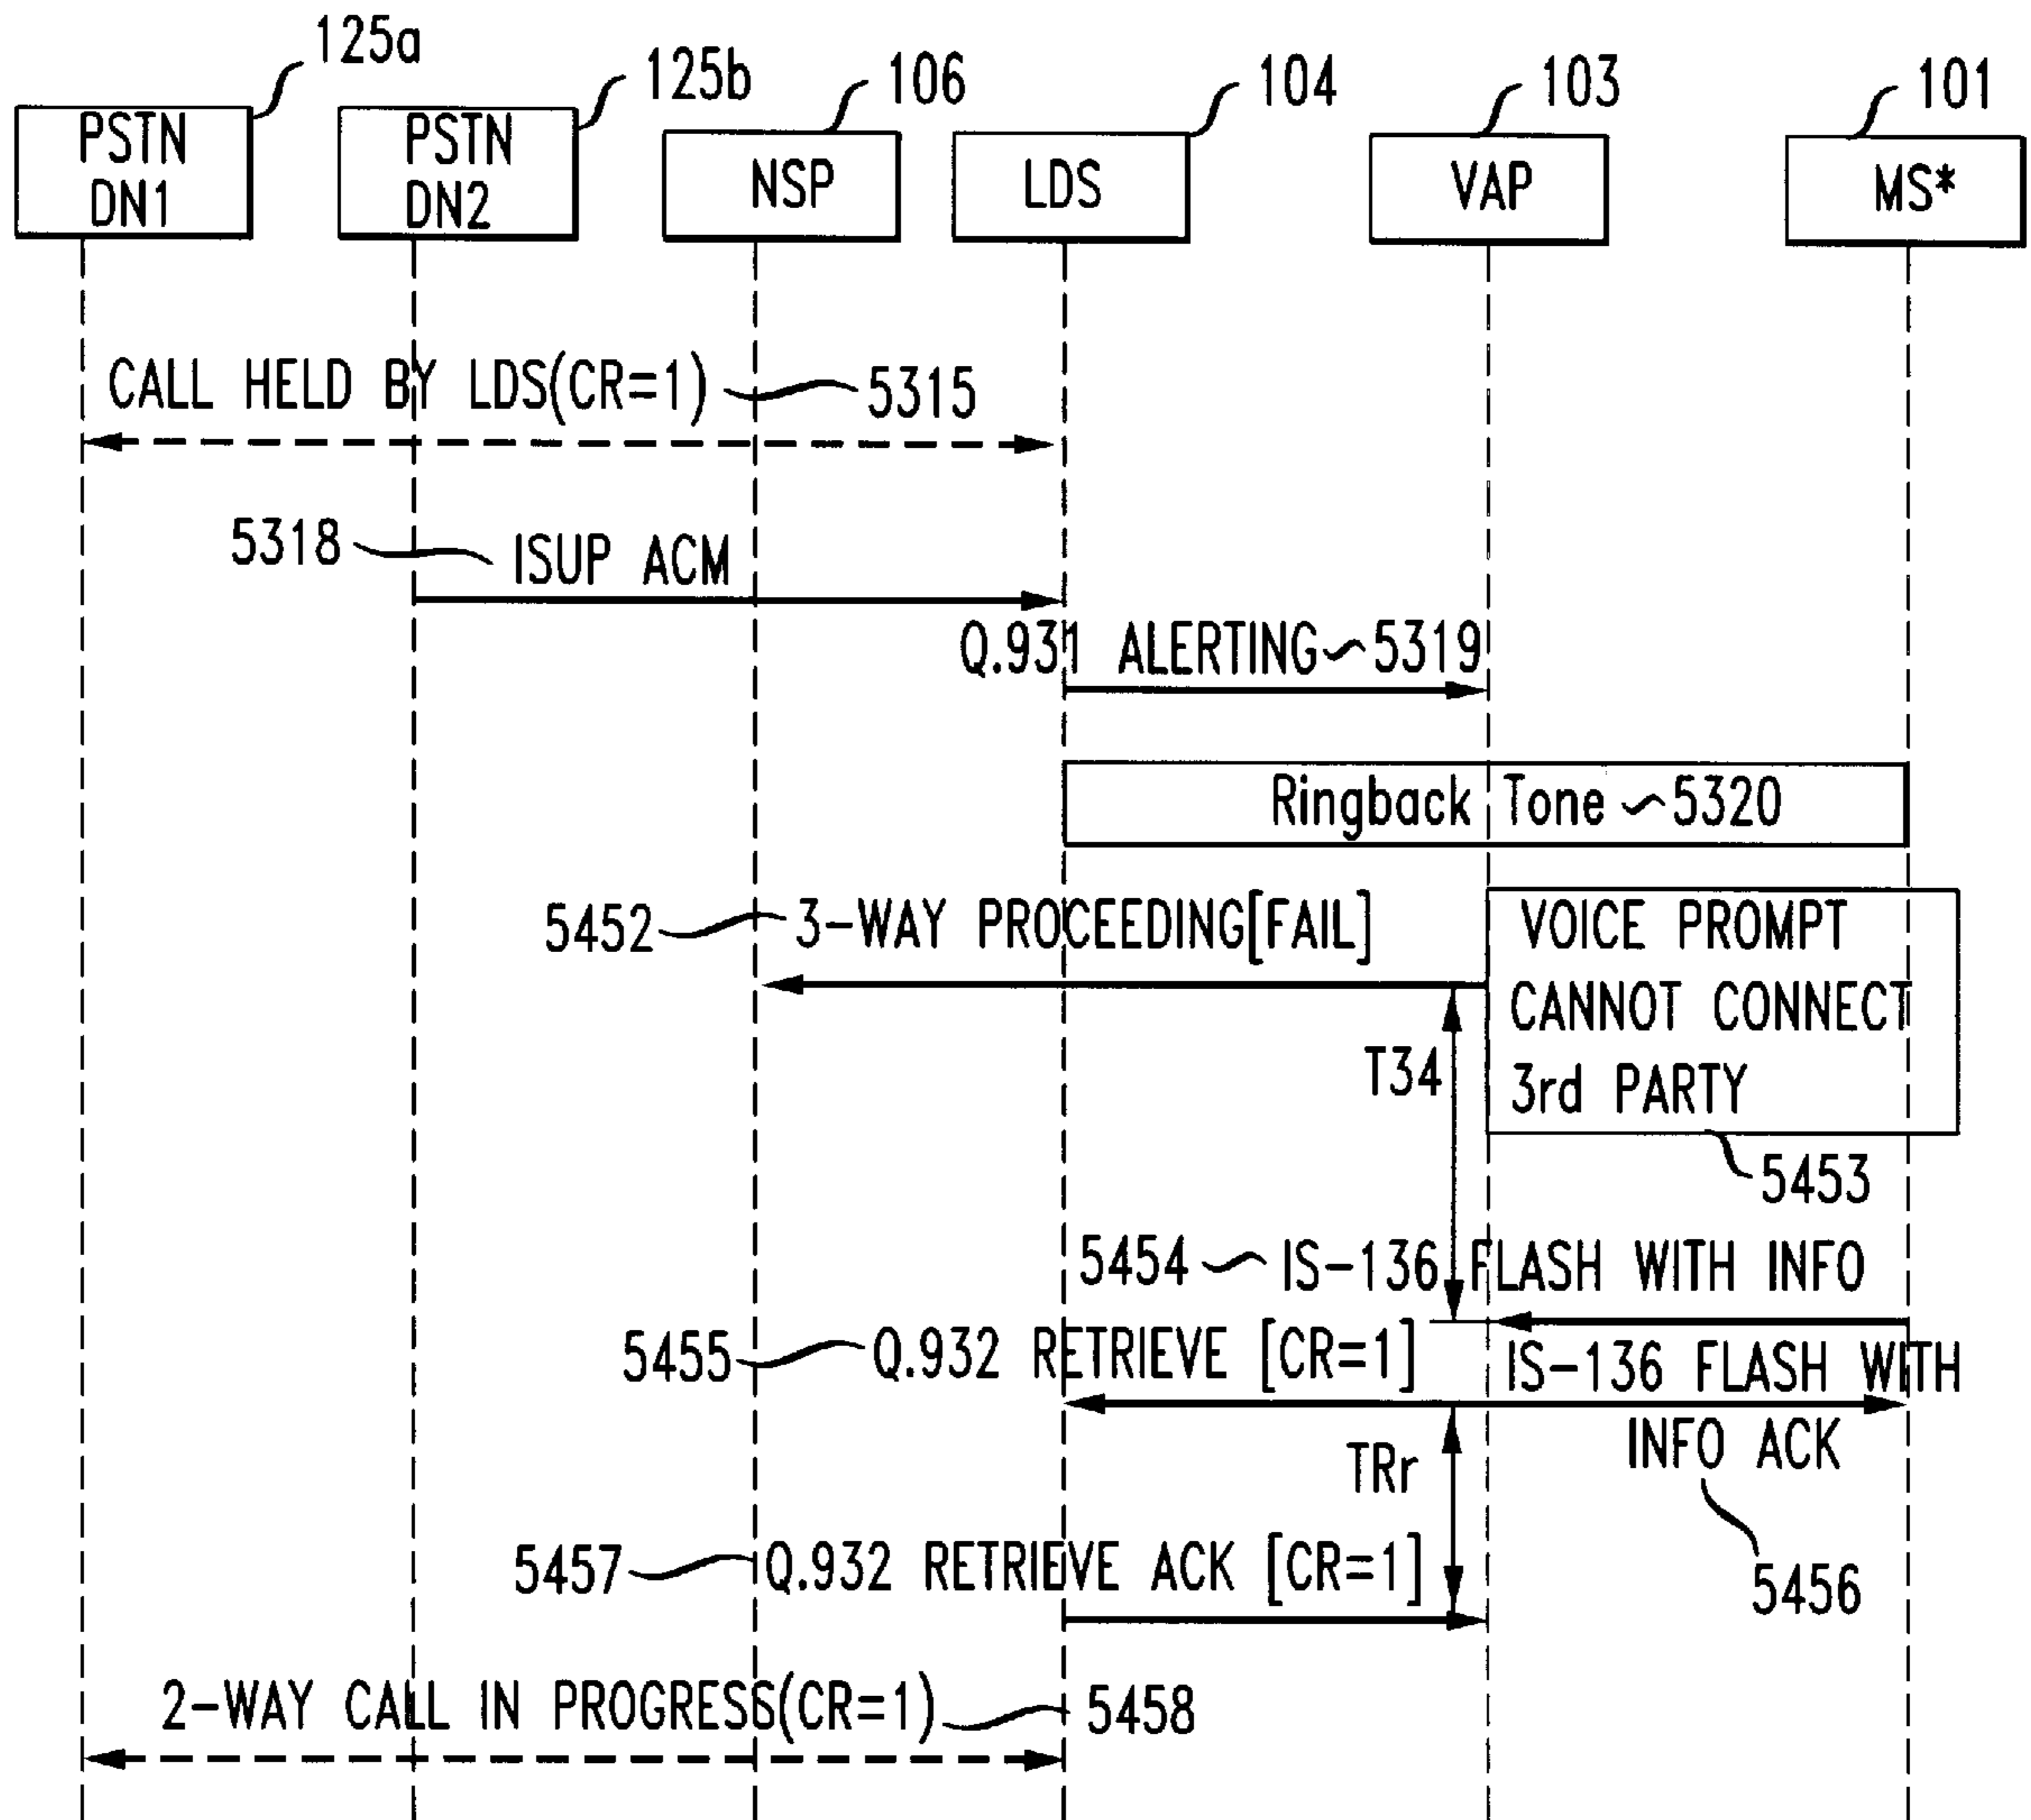 125a
125b
106
104
103
101
PSTN
DN1
PSTN
DN2
NSP
LDS
VAP
MS*
CALL HELD BY LDS(CR=1)
5315
5318
ISUP ACM
Q.931 ALERTING
5319
Ringback Tone
5320
5452
3-WAY PROCEEDING[FAIL]
VOICE PROMPT
CANNOT CONNECT
3rd PARTY
T34
5453
5454
IS-136 FLASH WITH INFO
5455
Q.932 RETRIEVE [CR=1]
IS-136 FLASH WITH
INFO ACK
TRr
5456
5457
Q.932 RETRIEVE ACK [CR=1]
2-WAY CALL IN PROGRESS(CR=1)
5458